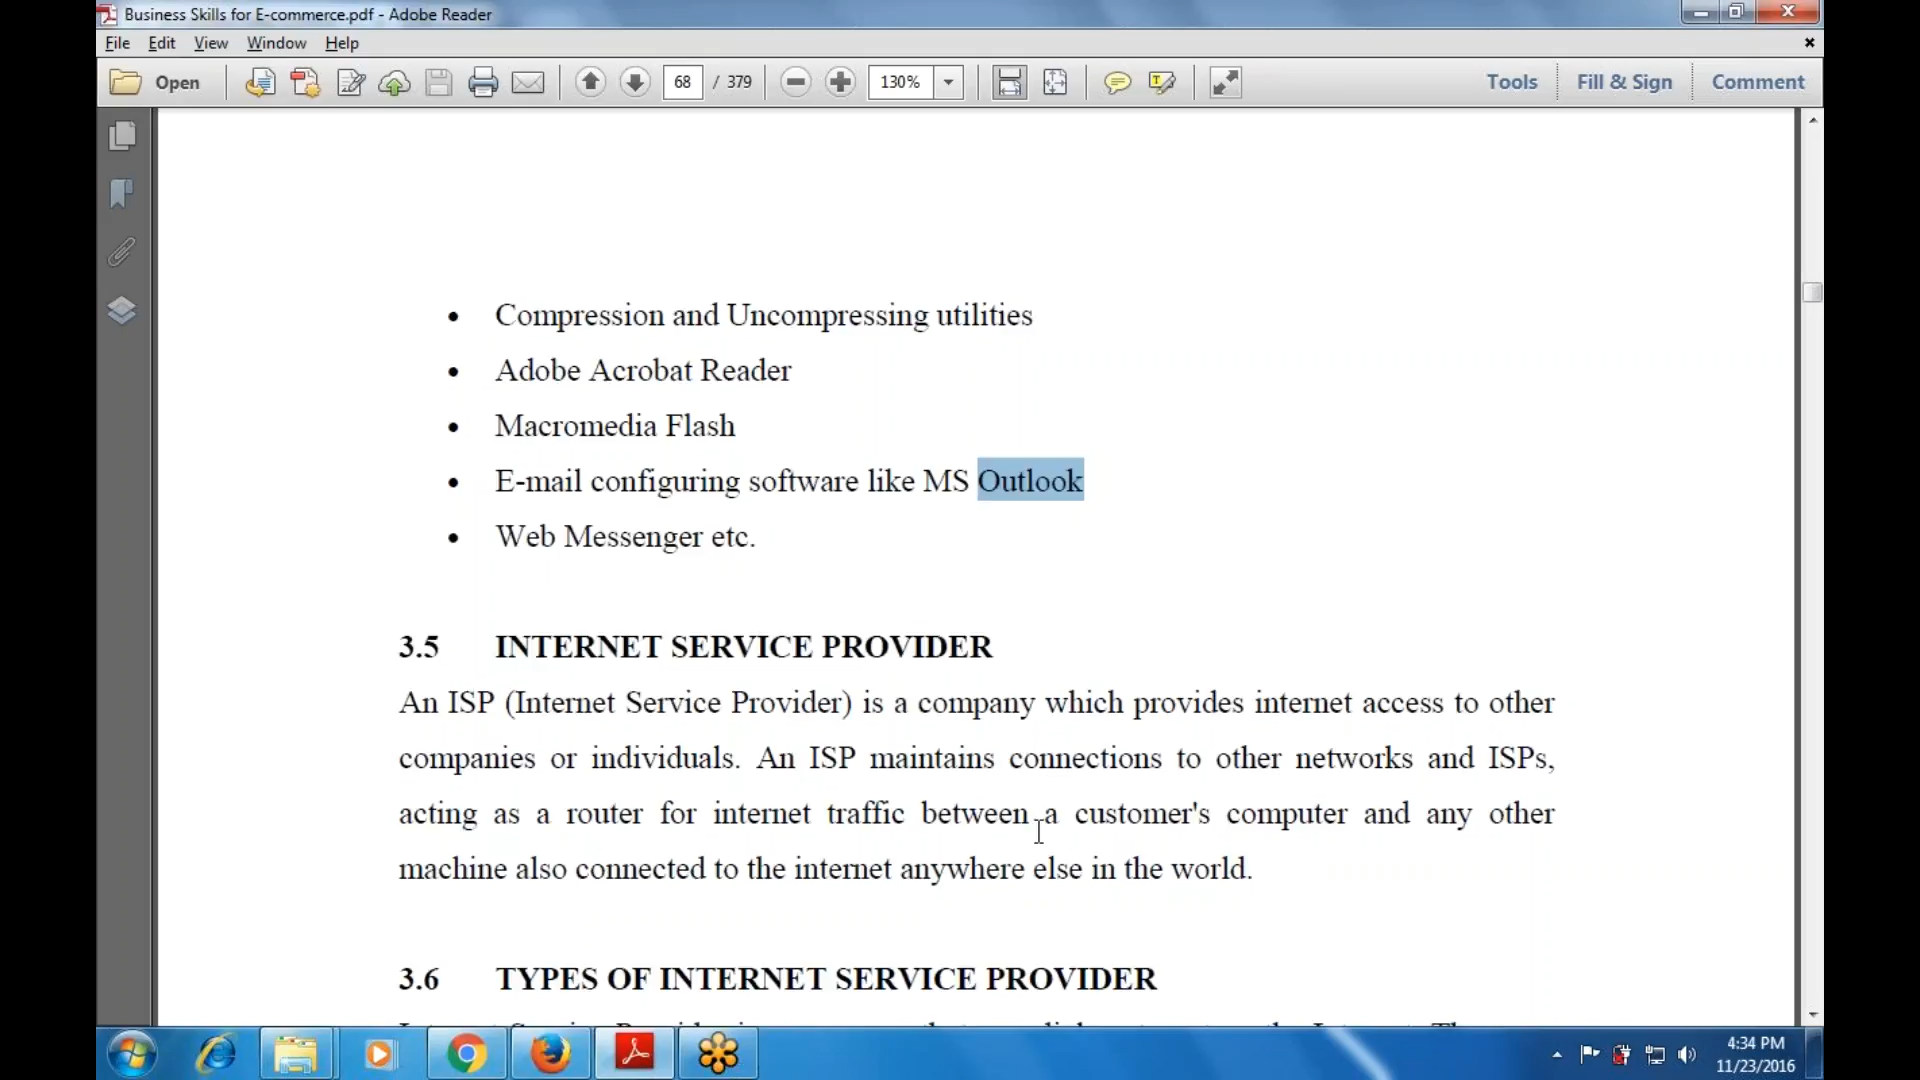 Business Skills for E-commerce.pdf - Adobe Reader
File Edit View Window Help
Open 68 / 379 130% Tools Fill & Sign Comment
• Compression and Uncompressing utilities
• Adobe Acrobat Reader
• Macromedia Flash
• E-mail configuring software like MS Outlook
• Web Messenger etc.
3.5 INTERNET SERVICE PROVIDER
An ISP (Internet Service Provider) is a company which provides internet access to other
companies or individuals. An ISP maintains connections to other networks and ISPs,
acting as a router for internet traffic between a customer's computer and any other
machine also connected to the internet anywhere else in the world.
3.6 TYPES OF INTERNET SERVICE PROVIDER
4:34 PM
11/23/2016